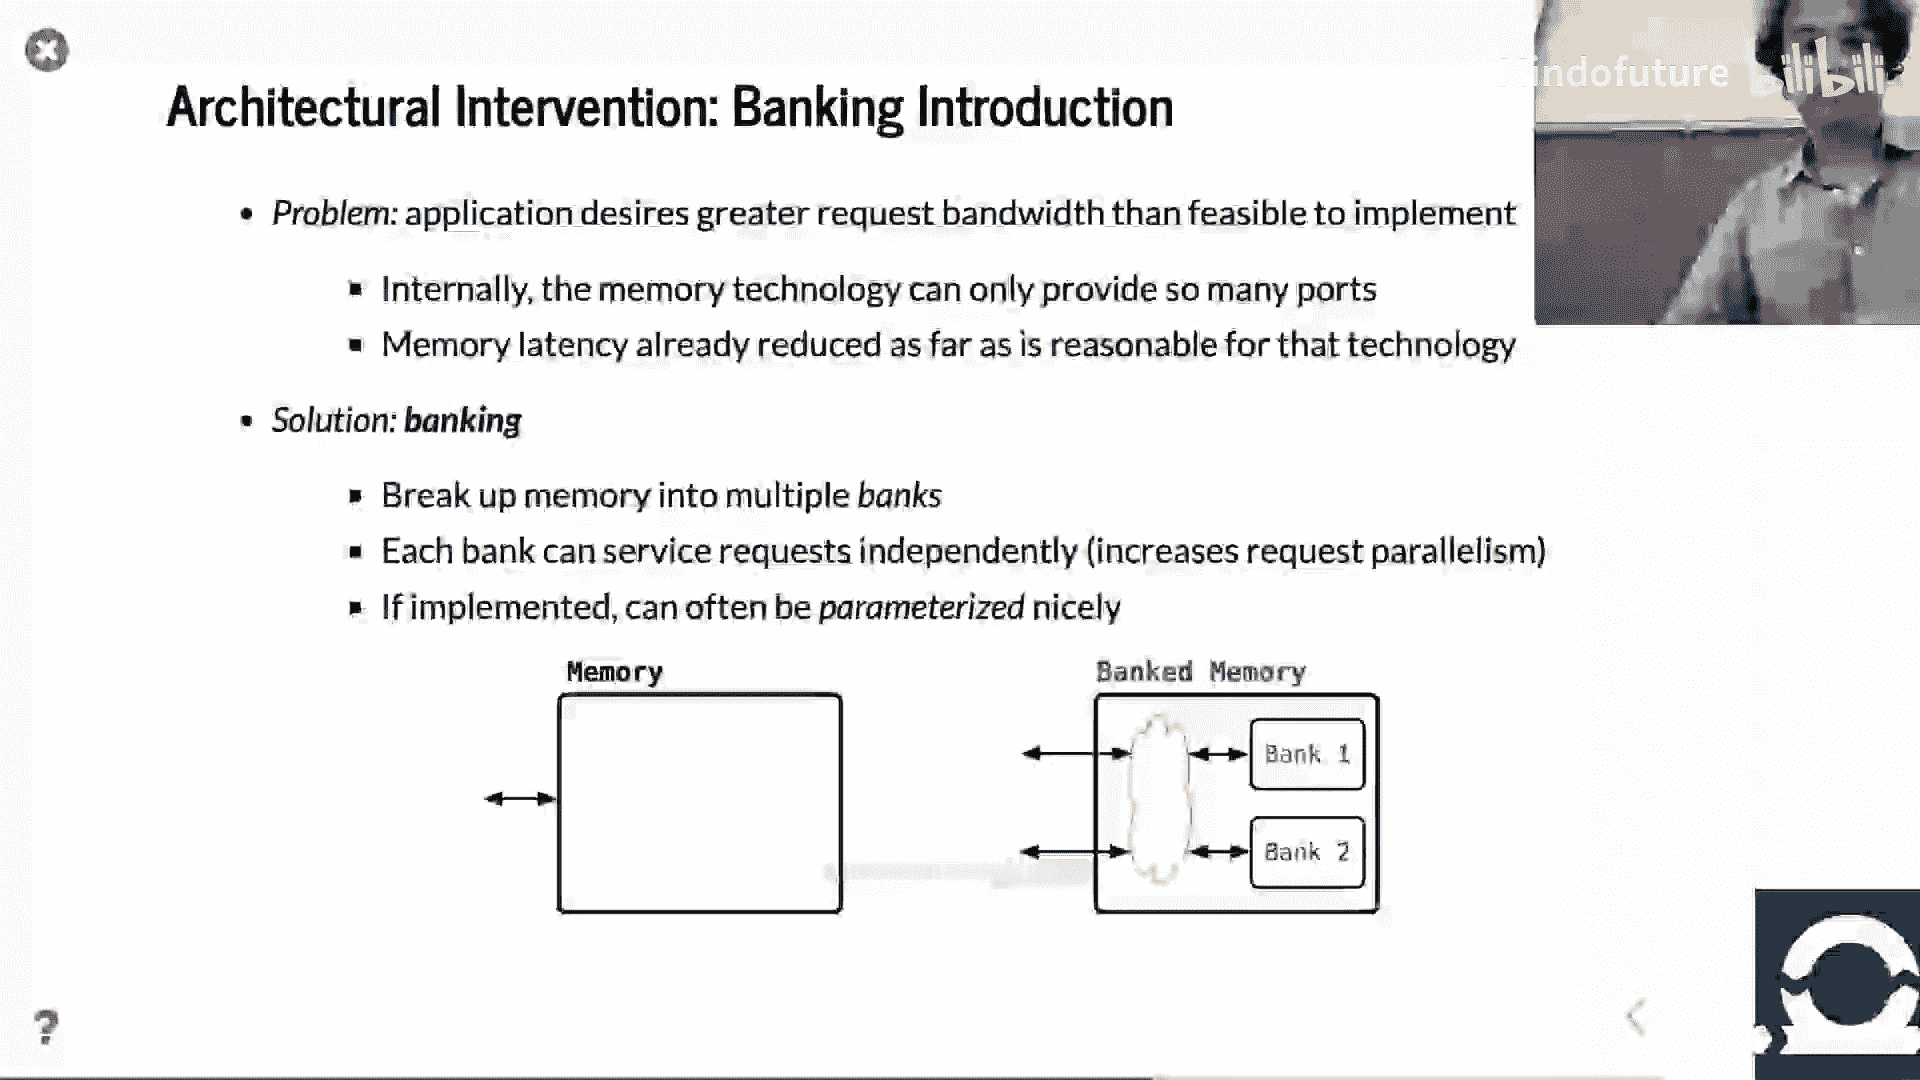 indofuture
bilibili
Architectural Intervention: Banking Introduction
• Problem: application desires greater request bandwidth than feasible to implement
▪ Internally, the memory technology can only provide so many ports
▪ Memory latency already reduced as far as is reasonable for that technology
• Solution: banking
▪ Break up memory into multiple banks
▪ Each bank can service requests independently (increases request parallelism)
▪ If implemented, can often be parameterized nicely
Memory
Banked Memory
Bank 1
Bank 2
?